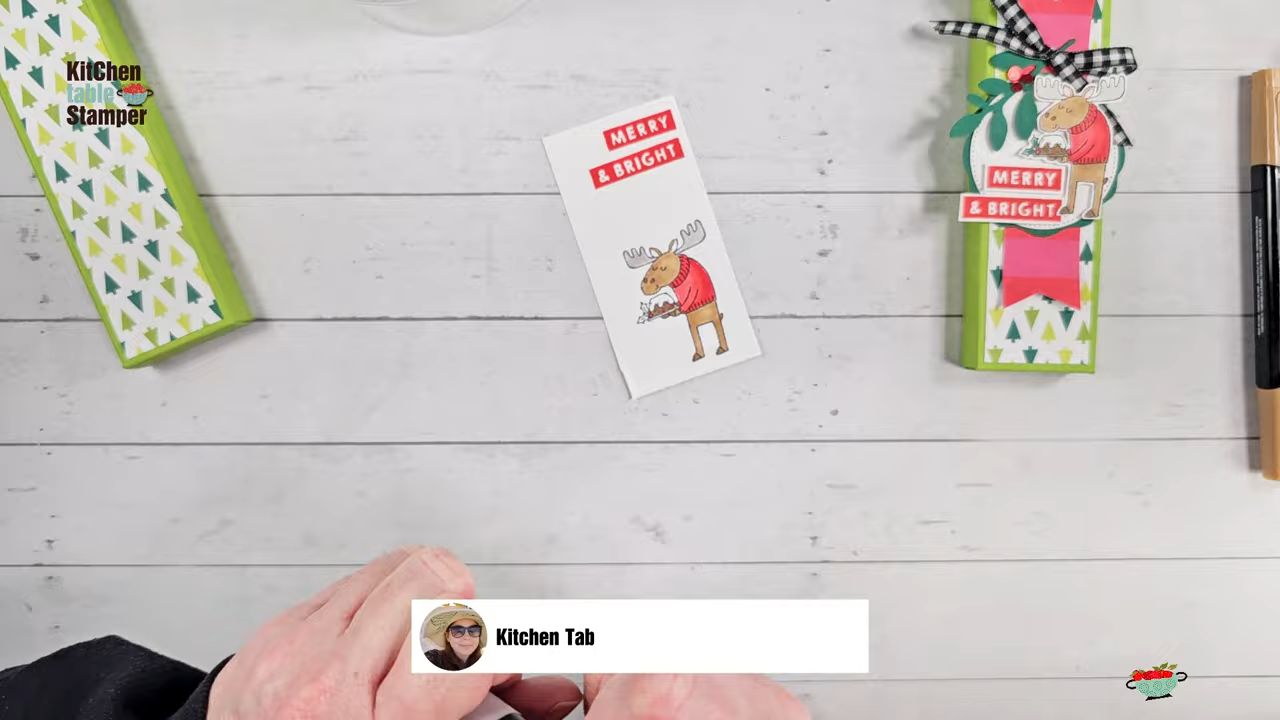 KitChen
table
Stamper
MERRY
& BRIGHT
MERRY
& BRIGHT
Kitchen Tab